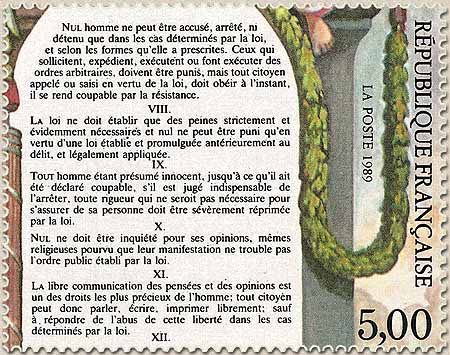 NUL homme ne peut être accusé, arrêté, ni
détenu que dans les cas déterminés par la loi,
et selon les formes qu'elle a prescrites. Ceux qui
sollicitent, expédient, exécutent ou font exécuter des
ordres arbitraires, doivent être punis, mais tout citoyen
appelé ou saisi en vertu de la loi, doit obéir à l'instant,
il se rend coupable par la résistance.
VIII.
LA loi ne doit établir que des peines strictement et
évidemment nécessaires et nul ne peut être puni qu'en
vertu d'une loi établie et promulguée antérieurement
au délit, et légalement appliquée.
IX.
TOUT homme étant présumé innocent, jusqu'à ce qu'il ait
été déclaré coupable, s'il est jugé indispensable de
l'arrêter, toute rigueur qui ne seroit pas nécessaire pour
s'assurer de sa personne doit être sévèrement réprimée
par la loi.
X.
NUL ne doit être inquiété pour ses opinions, mêmes
religieuses pourvu que leur manifestation ne trouble pas
l'ordre public établi par la loi.
XI.
LA libre communication des pensées et des opinions est
un des droits les plus précieux de l'homme; tout citoyen
peut donc parler, écrire, imprimer librement; sauf
à répondre de l'abus de cette liberté dans les cas
déterminés par la loi.
XII.
RÉPUBLIQUE FRANÇAISE
LA POSTE 1989
5,00